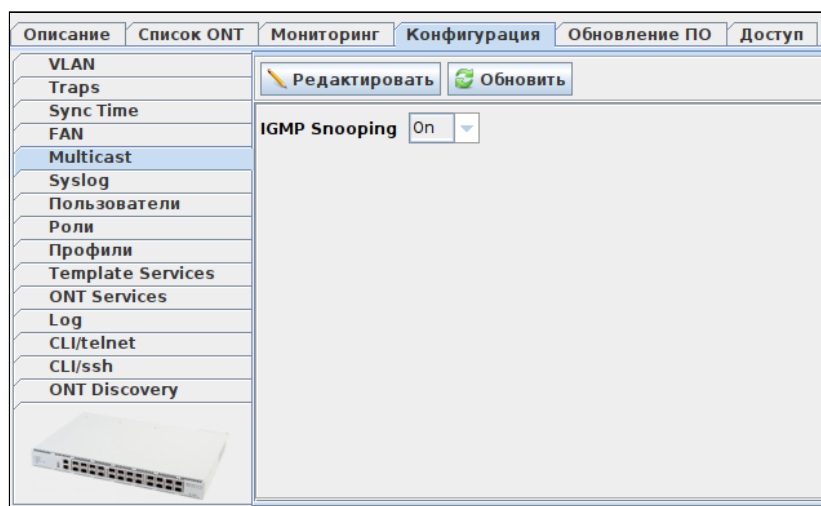 Описание Список ONT Мониторинг Конфигурация Обновление ПО Доступ
VLAN
Traps
Sync Time
FAN
Multicast
Syslog
Пользователи
Роли
Профили
Template Services
ONT Services
Log
CLI/telnet
CLI/ssh
ONT Discovery
Редактировать Обновить
IGMP Snooping On